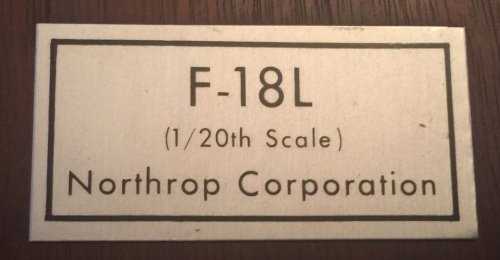 F-18L
(1/20th Scale)
Northrop Corporation